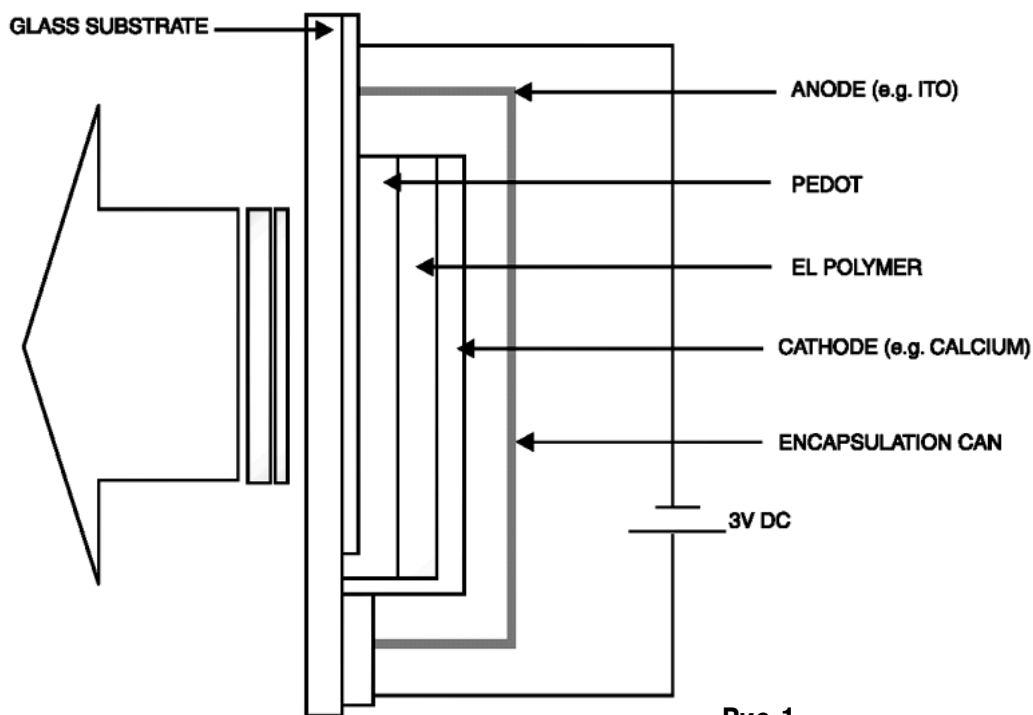 GLASS SUBSTRATE
ANODE (e.g. ITO)
PEDOT
EL POLYMER
CATHODE (e.g. CALCIUM)
ENCAPSULATION CAN
3V DC